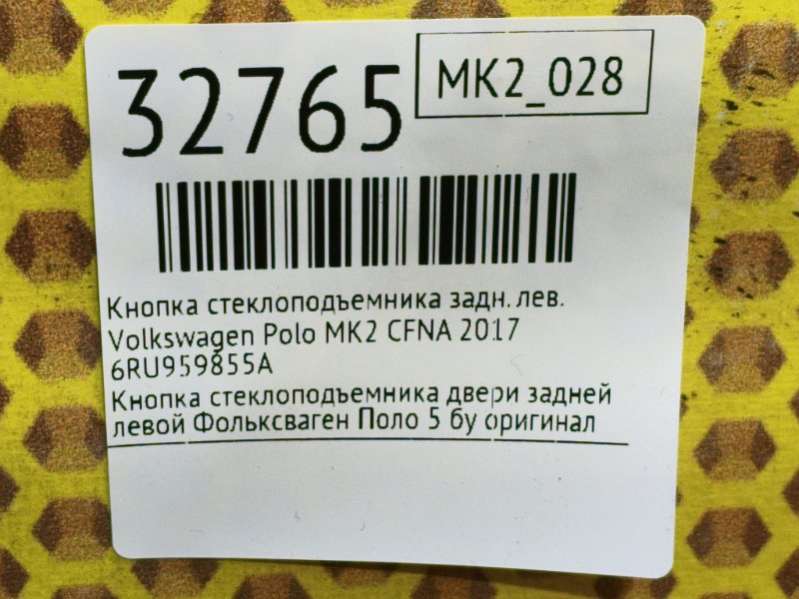 32765
MK2_028
Кнопка стеклоподъемника задн. лев.
Volkswagen Polo MK2 CFNA 2017
6RU959855A
Кнопка стеклоподъемника двери задней
левой Фольксваген Поло 5 бу оригинал